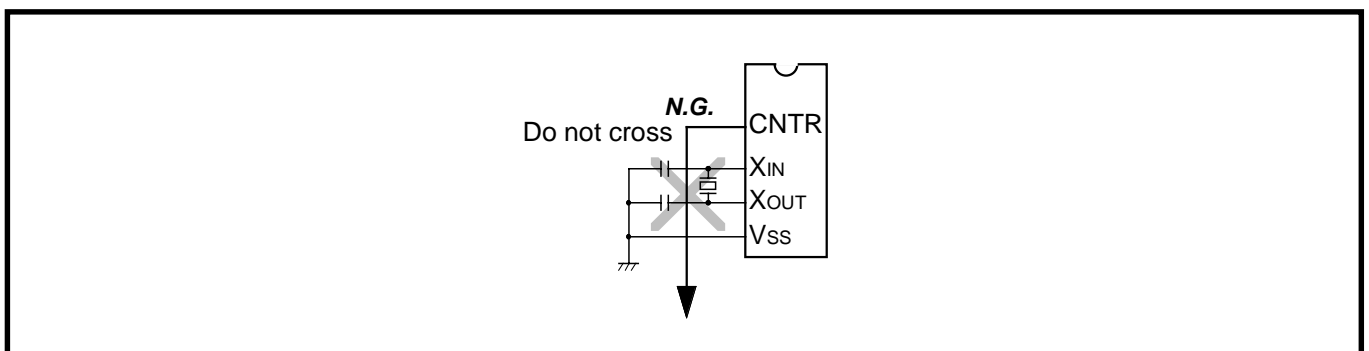 N.G.
Do not cross
CNTR
XIN
XOUT
VSS